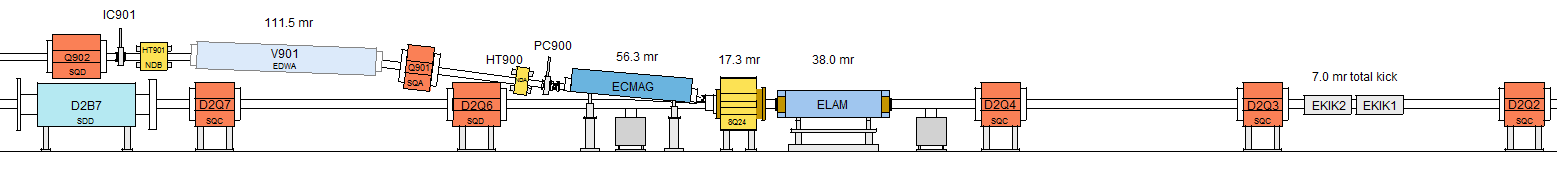 IC901
111.5 mr
PC900
HT900
56.3 mr
17.3 mr
38.0 mr
7.0 mr total kick
Q902
SQD
HT901
NDB
V901
EDWA
Q901
SQA
ECMAG
D2B7
SDD
D2Q7
SQC
D2Q6
SQD
8Q24
ELAM
D2Q4
SQC
D2Q3
SQC
EKIK2
EKIK1
D2Q2
SQC